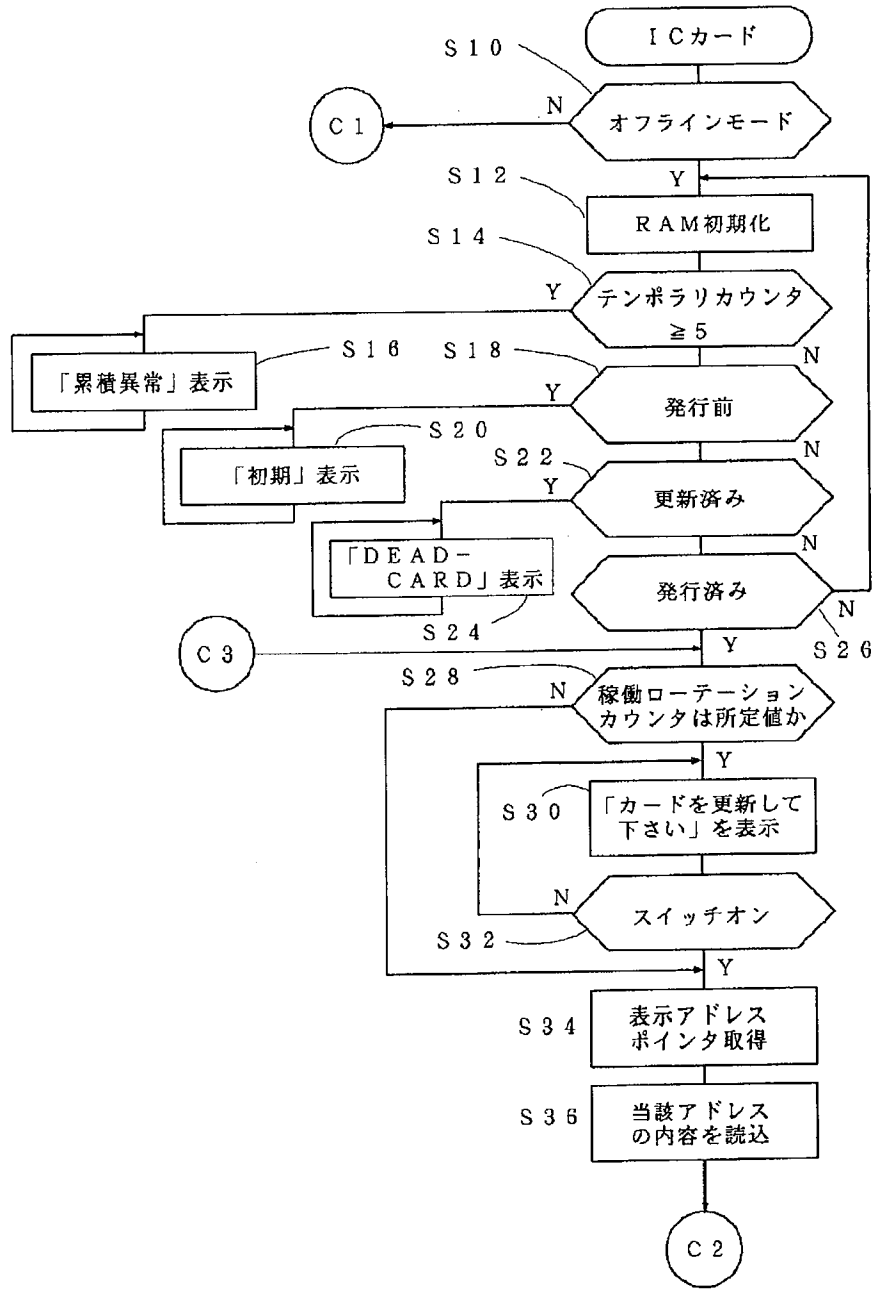 ICカード
S10
オフラインモード
N
C1
Y
S12
RAM初期化
S14
テンポラリカウンタ
≧5
Y
N
S16
「累積異常」表示
S18
発行前
Y
N
S20
「初期」表示
S22
更新済み
Y
N
「DEAD-
CARD」表示
S24
発行済み
N
S26
Y
C3
S28
稼働ローテーション
カウンタは所定値か
N
Y
S30
「カードを更新して
下さい」を表示
スイッチオン
N
S32
Y
S34
表示アドレス
ポインタ取得
S36
当該アドレス
の内容を読込
C2